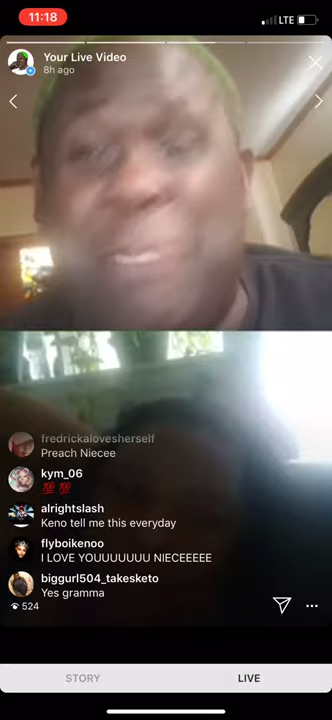 11:18
LTE
Your Live Video
8h ago
fredrickalovesherself
Preach Niecee
kym_06
💯 💯
alrightslash
Keno tell me this everyday
flyboikenoo
I LOVE YOUUUUUUU NIECEEEEE
biggurl504_takesketo
Yes gramma
524
STORY
LIVE